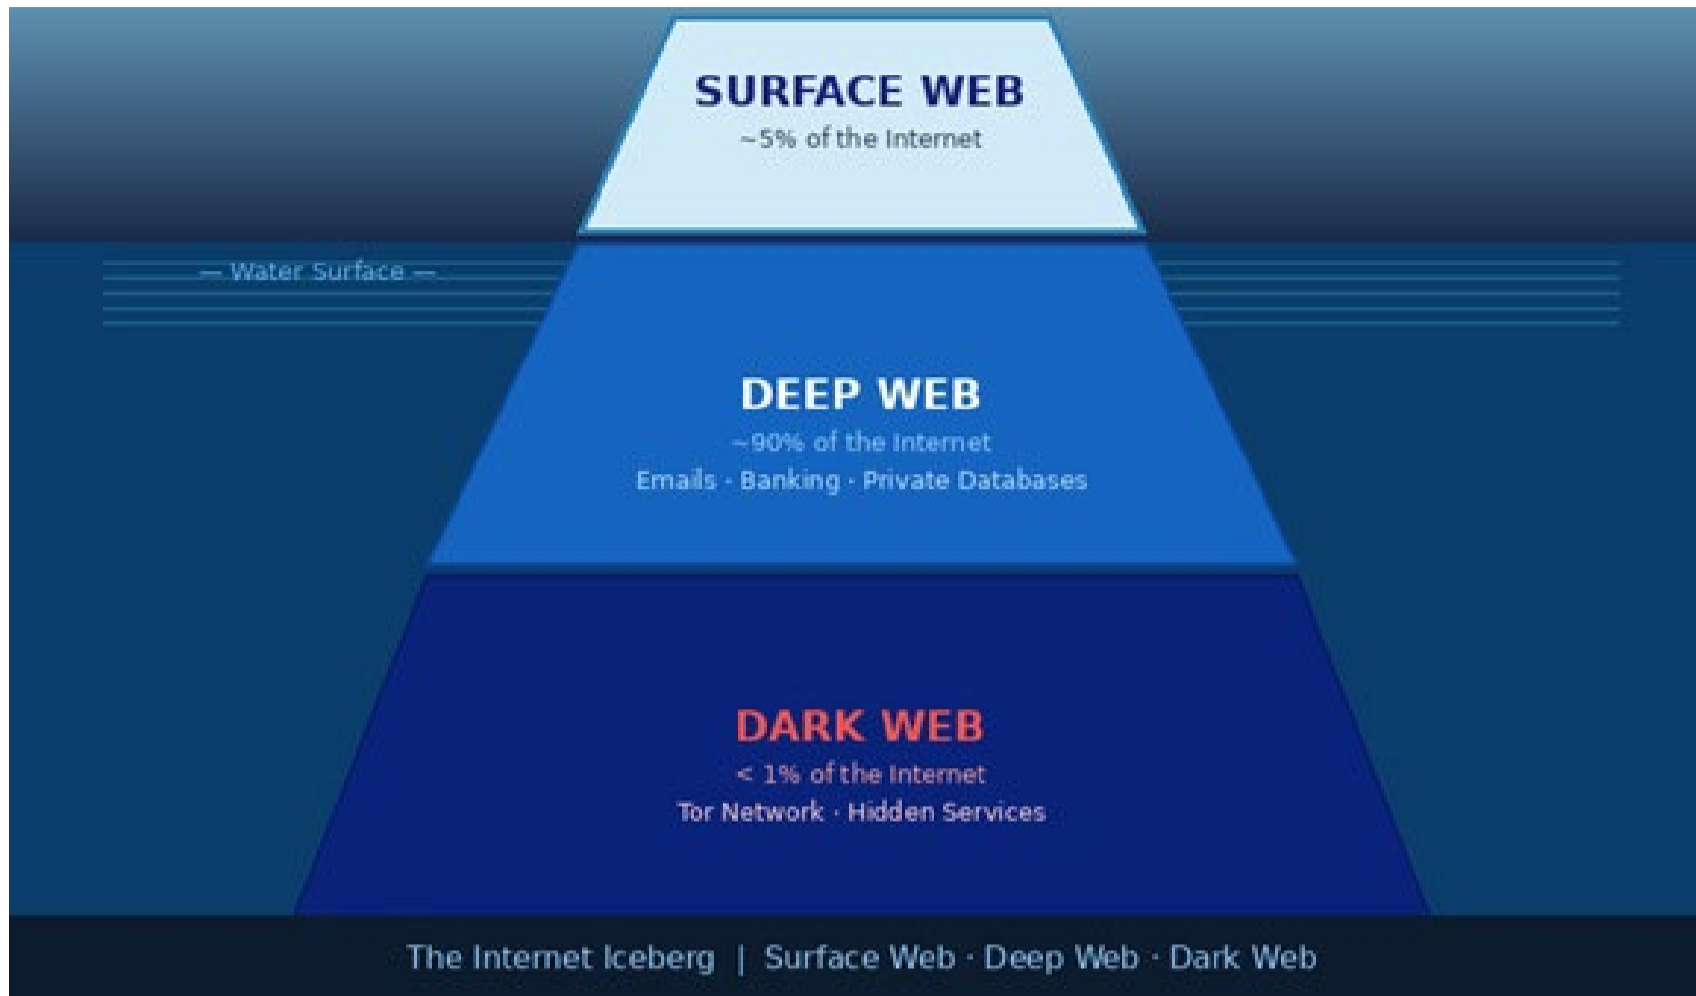 SURFACE WEB
~5% of the Internet
— Water Surface —
DEEP WEB
~90% of the Internet
Emails · Banking · Private Databases
DARK WEB
< 1% of the Internet
Tor Network · Hidden Services
The Internet Iceberg | Surface Web · Deep Web · Dark Web